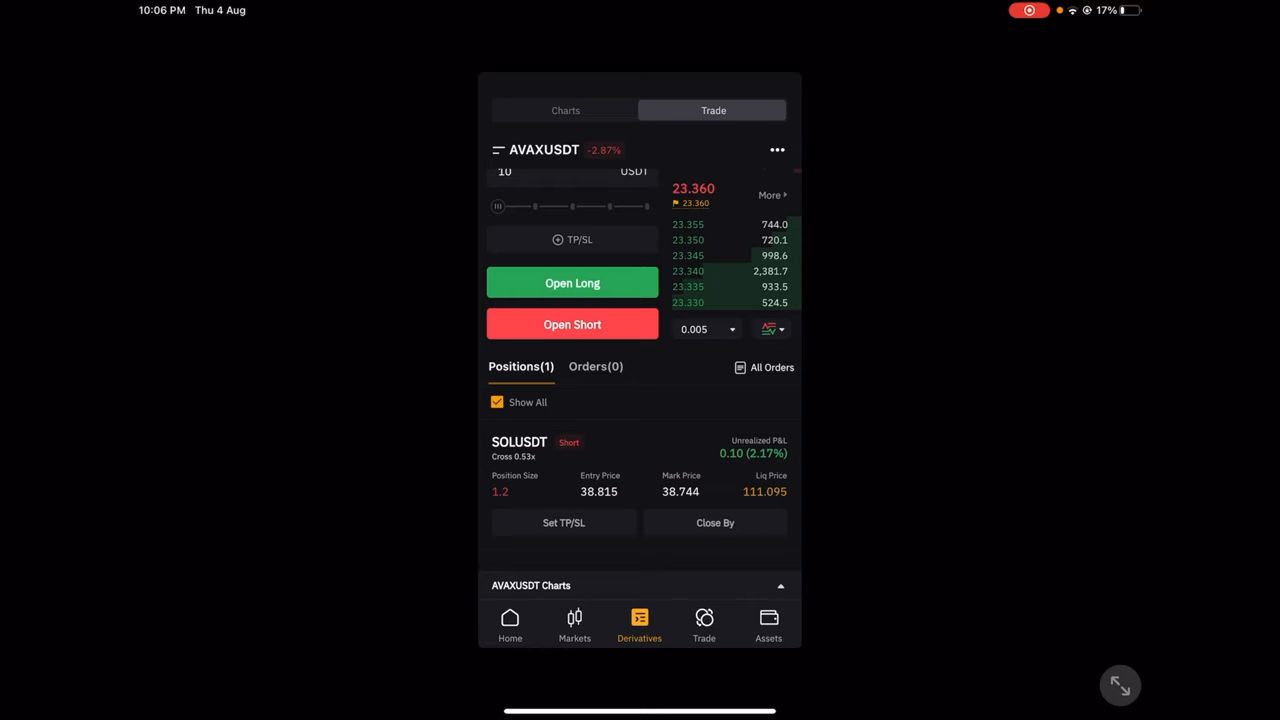 10:06 PM Thu 4 Aug
17%
Charts
Trade
AVAXUSDT -2.87%
10 USDT
TP/SL
Open Long
Open Short
23.360
More
23.360
23.355 744.0
23.350 720.1
23.345 998.6
23.340 2,381.7
23.335 933.5
23.330 524.5
0.005
Positions(1) Orders(0) All Orders
Show All
SOLUSDT Short
Cross 0.53x
Unrealized P&L
0.10 (2.17%)
Position Size Entry Price Mark Price Liq Price
1.2 38.815 38.744 111.095
Set TP/SL Close By
AVAXUSDT Charts
Home Markets Derivatives Trade Assets